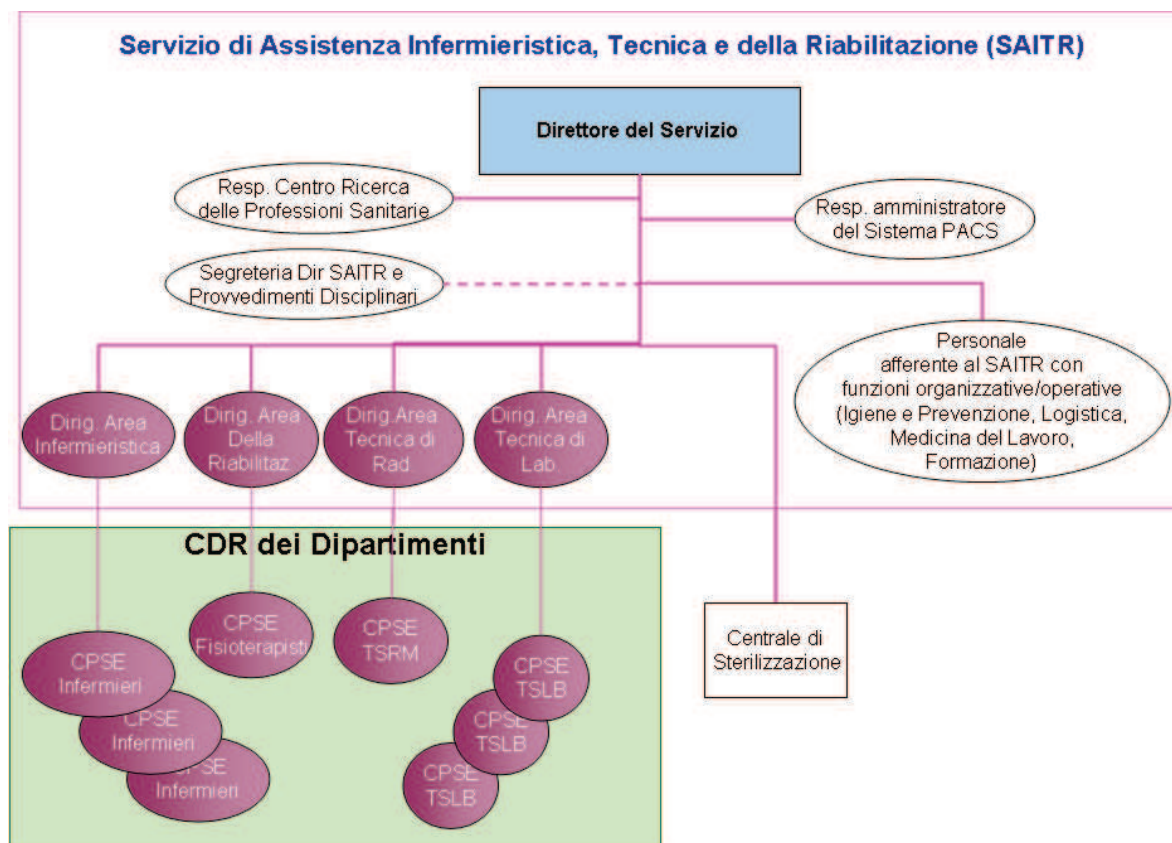 Servizio di Assistenza Infermieristica, Tecnica e della Riabilitazione (SAITR)
Direttore del Servizio
Resp. Centro Ricerca
delle Professioni Sanitarie
Resp. amministratore
del Sistema PACS
Segreteria Dir SAITR e
Provvedimenti Disciplinari
Personale
afferente al SAITR con
funzioni organizzative/operative
(Igiene e Prevenzione, Logistica,
Medicina del Lavoro,
Formazione)
Dirig. Area
Infermieristica
Dirig. Area
Della
Riabilitaz
Dirig.Area
Tecnica di
Rad
Dirig. Area
Tecnica di
Lab.
CDR dei Dipartimenti
CPSE
Infermieri
CPSE
Infermieri
CPSE
Infermieri
CPSE
Fisioterapisti
CPSE
TSRM
CPSE
TSLB
CPSE
TSLB
CPSE
TSLB
Centrale di
Sterilizzazione